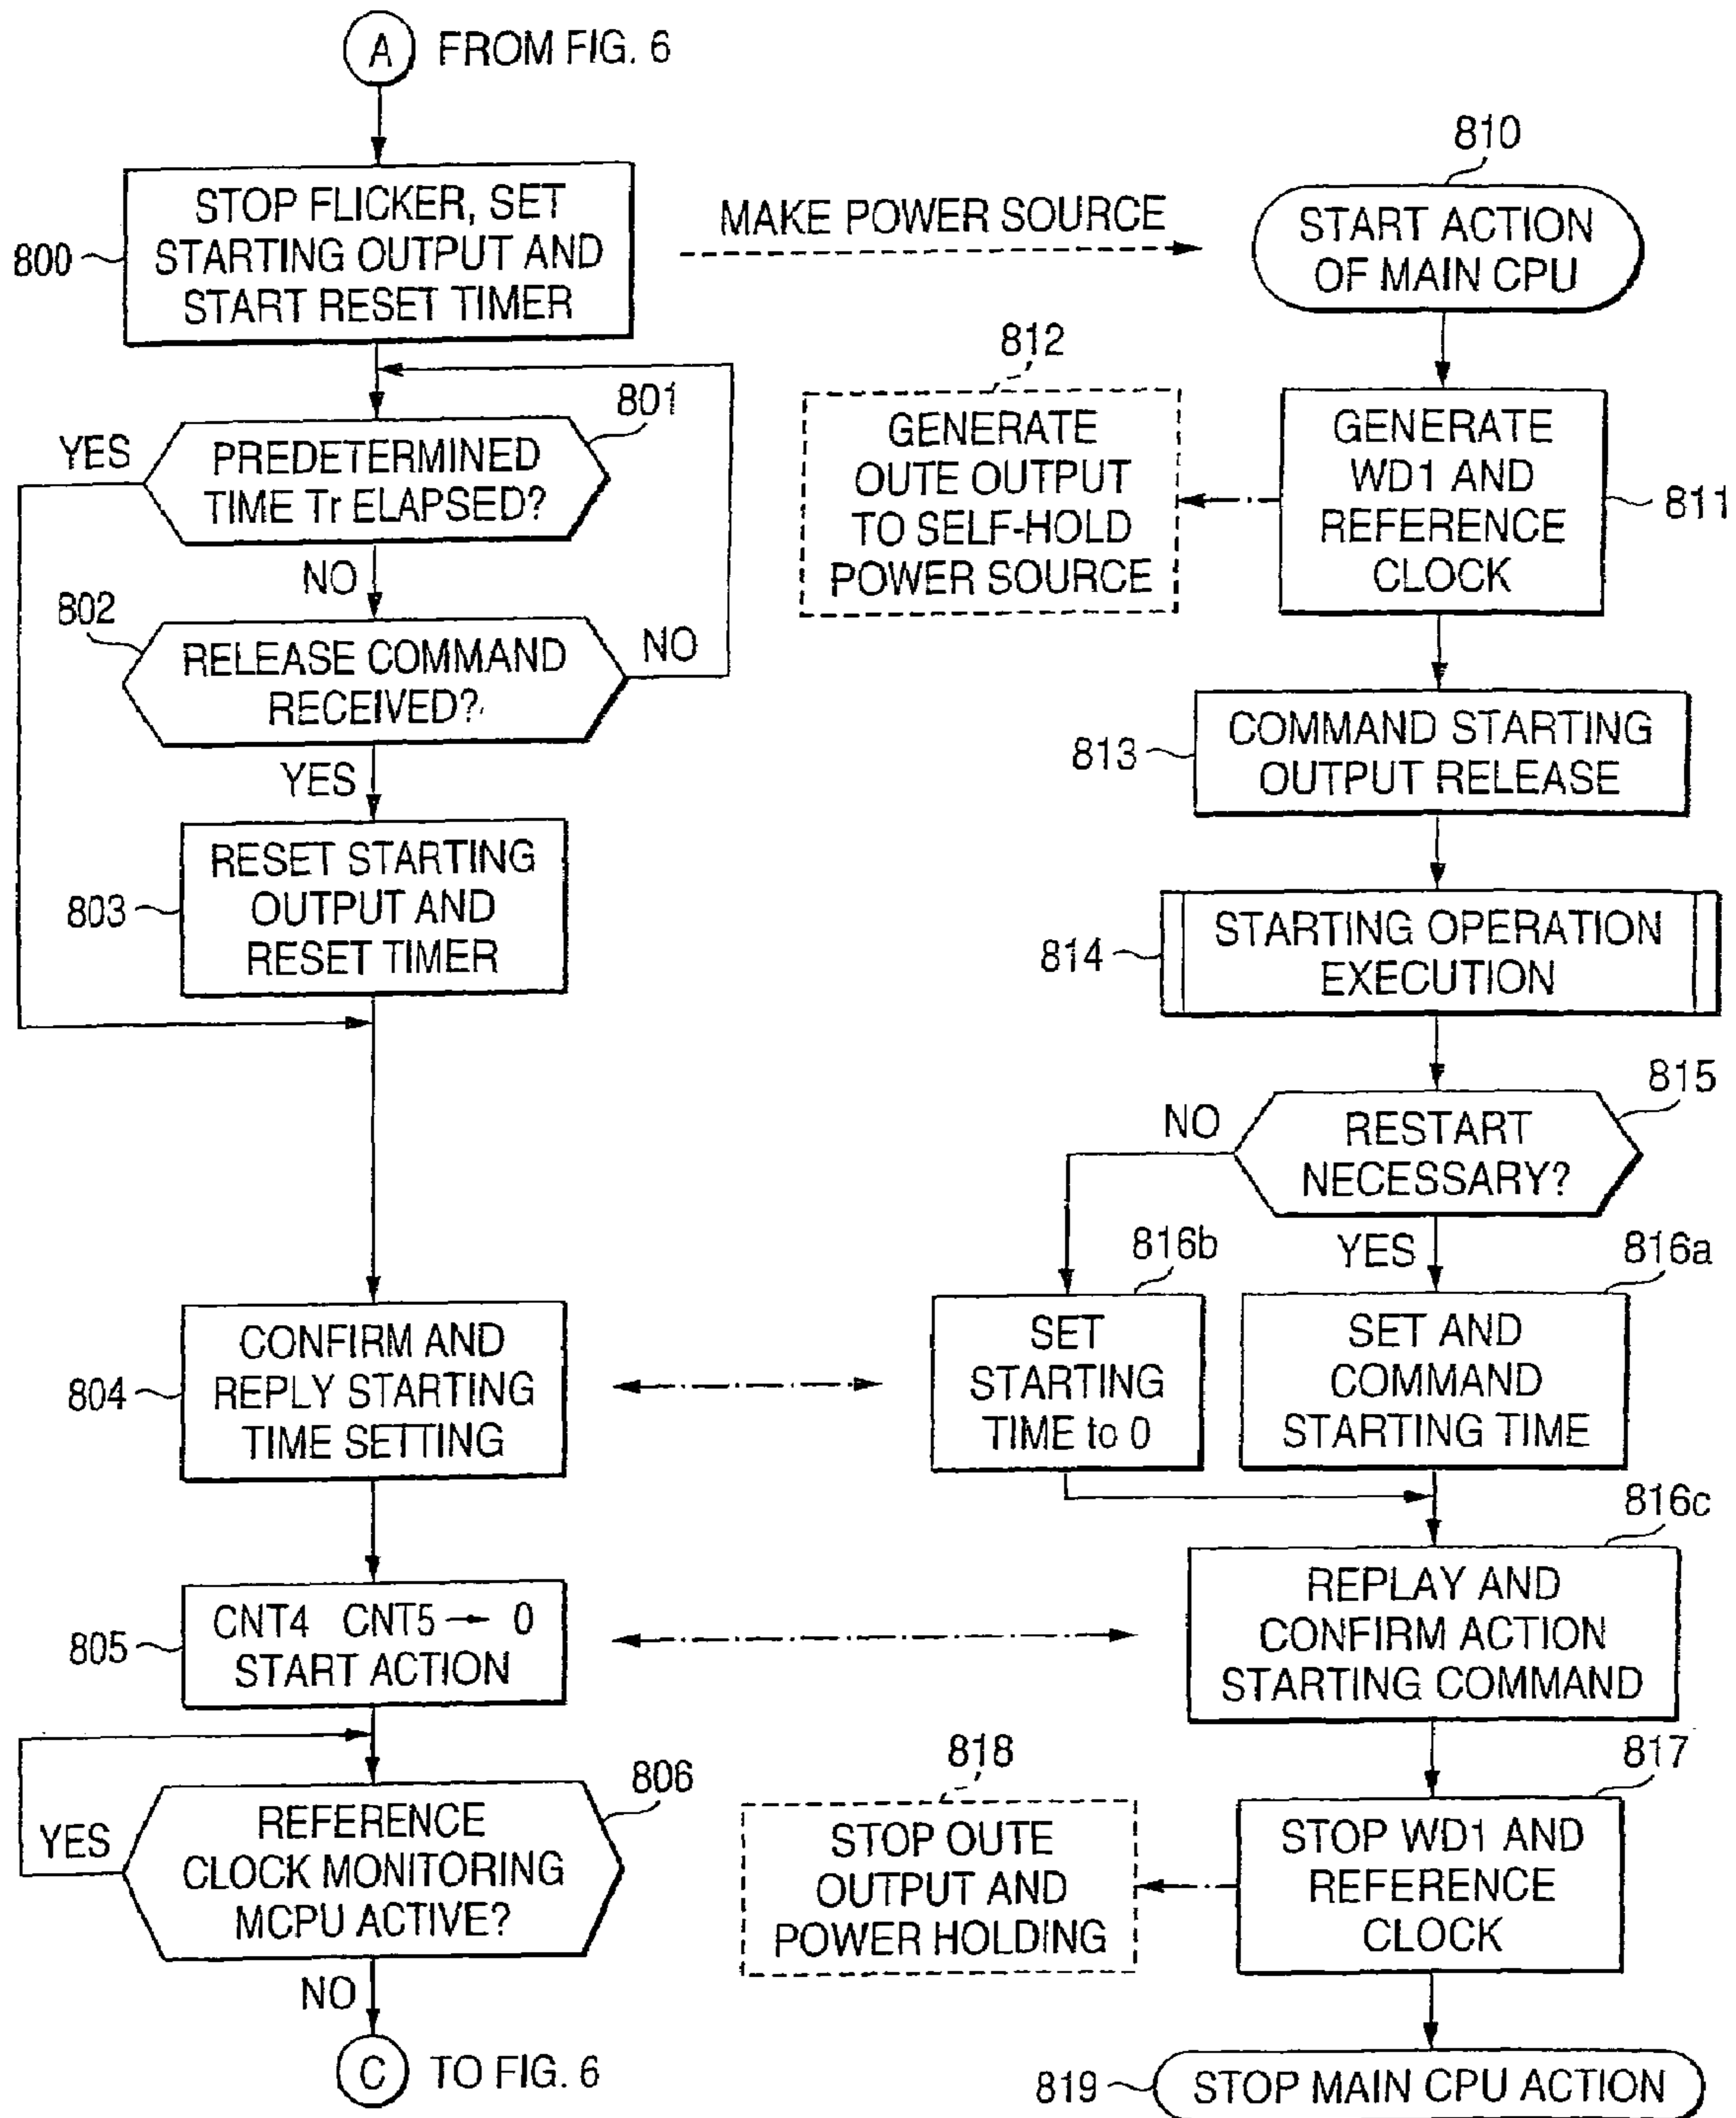 A FROM FIG. 6
800
STOP FLICKER, SET
STARTING OUTPUT AND
START RESET TIMER
MAKE POWER SOURCE
810
START ACTION
OF MAIN CPU
801
YES
PREDETERMINED
TIME Tr ELAPSED?
NO
802
RELEASE COMMAND
RECEIVED?
NO
YES
803
RESET STARTING
OUTPUT AND
RESET TIMER
812
GENERATE
OUTE OUTPUT
TO SELF-HOLD
POWER SOURCE
GENERATE
WD1 AND
REFERENCE
CLOCK
811
813
COMMAND STARTING
OUTPUT RELEASE
814
STARTING OPERATION
EXECUTION
815
NO
RESTART
NECESSARY?
YES
816b
816a
SET
STARTING
TIME to 0
SET AND
COMMAND
STARTING TIME
804
CONFIRM AND
REPLY STARTING
TIME SETTING
816c
REPLAY AND
CONFIRM ACTION
STARTING COMMAND
805
CNT4 CNT5 → 0
START ACTION
806
YES
REFERENCE
CLOCK MONITORING
MCPU ACTIVE?
NO
C TO FIG. 6
818
STOP OUTE
OUTPUT AND
POWER HOLDING
817
STOP WD1 AND
REFERENCE
CLOCK
819
STOP MAIN CPU ACTION